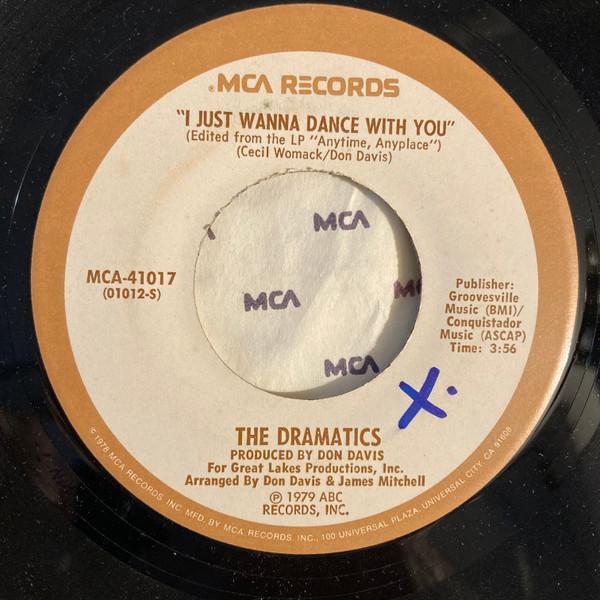 MCA RECORDS
"I JUST WANNA DANCE WITH YOU"
(Edited from the LP "Anytime, Anyplace")
(Cecil Womack/Don Davis)
MCA
MCA
MCA
MCA-41017
(01012-S)
Publisher:
Groovesville
Music (BMI)/
Conquistador
Music (ASCAP)
Time: 3:56
X.
THE DRAMATICS
PRODUCED BY DON DAVIS
For Great Lakes Productions, Inc.
Arranged By Don Davis & James Mitchell
℗ 1979 ABC
RECORDS, INC.
© 1978 MCA RECORDS, INC. MFD. BY MCA RECORDS, INC., 100 UNIVERSAL PLAZA, UNIVERSAL CITY, CA 91608